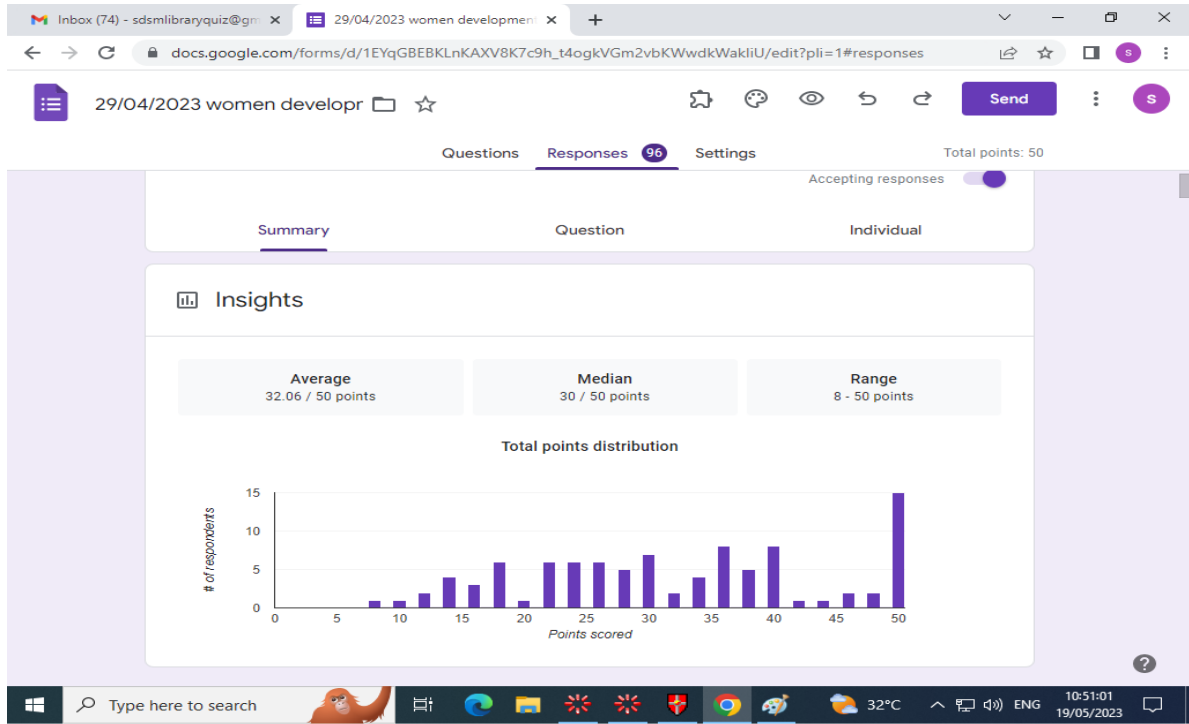 Inbox (74) - sdsmlibraryquiz@gm
29/04/2023 women development
docs.google.com/forms/d/1EYqGBEBKLnKAXV8K7c9h_t4ogkVGm2vbKWwdkWakIiU/edit?pli=1#responses
S
29/04/2023 women developr
Send
S
Questions Responses 96 Settings Total points: 50
Accepting responses
Summary Question Individual
Insights
Average Median Range
32.06 / 50 points 30 / 50 points 8 - 50 points
Total points distribution
15
10
5
0
# of respondents
0 5 10 15 20 25 30 35 40 45 50
Points scored
Type here to search
32°C
ENG
10:51:01
19/05/2023